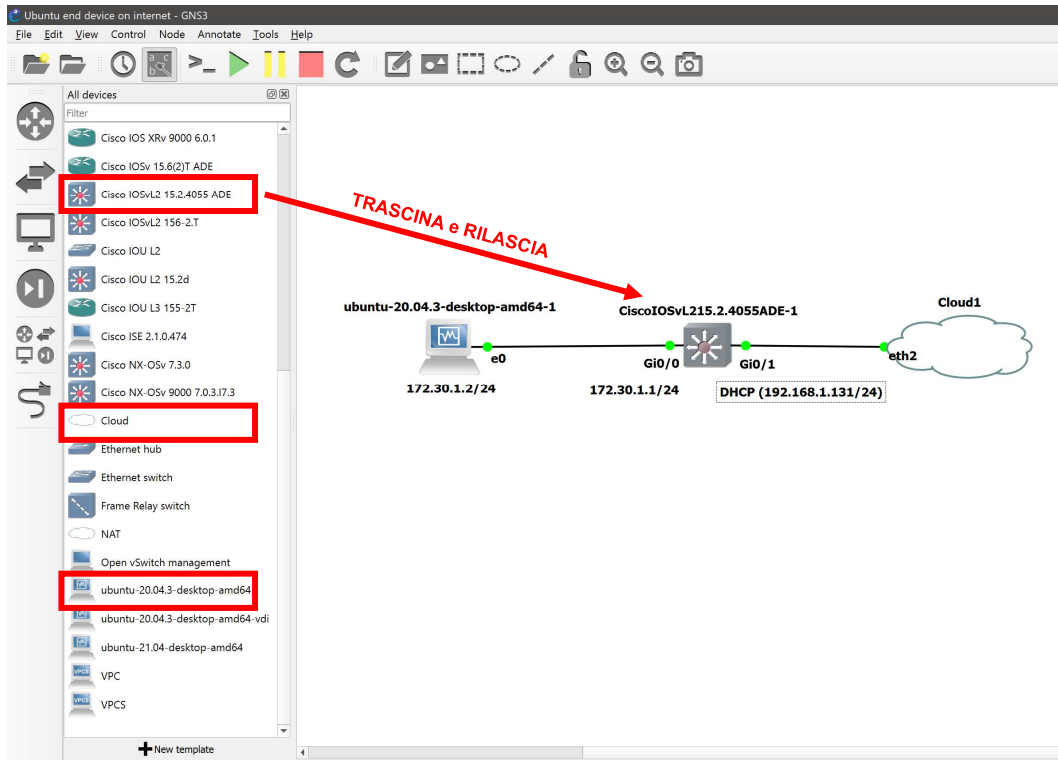 Ubuntu end device on internet - GNS3
File Edit View Control Node Annotate Tools Help
All devices
Filter
Cisco IOS XRv 9000 6.0.1
Cisco IOSv 15.6(2)T ADE
Cisco IOSvL2 15.2.4055 ADE
Cisco IOSvL2 156-2.T
Cisco IOU L2
Cisco IOU L2 15.2d
Cisco IOU L3 155-2T
Cisco ISE 2.1.0.474
Cisco NX-OSv 7.3.0
Cisco NX-OSv 9000 7.0.3.I7.3
Cloud
Ethernet hub
Ethernet switch
Frame Relay switch
NAT
Open vSwitch management
ubuntu-20.04.3-desktop-amd64
ubuntu-20.04.3-desktop-amd64-vdi
ubuntu-21.04-desktop-amd64
VPC
VPCS
New template
TRASCINA e RILASCIA
ubuntu-20.04.3-desktop-amd64-1
CiscoIOSvL215.2.4055ADE-1
Cloud1
e0
Gi0/0
Gi0/1
eth2
172.30.1.2/24
172.30.1.1/24
DHCP (192.168.1.131/24)